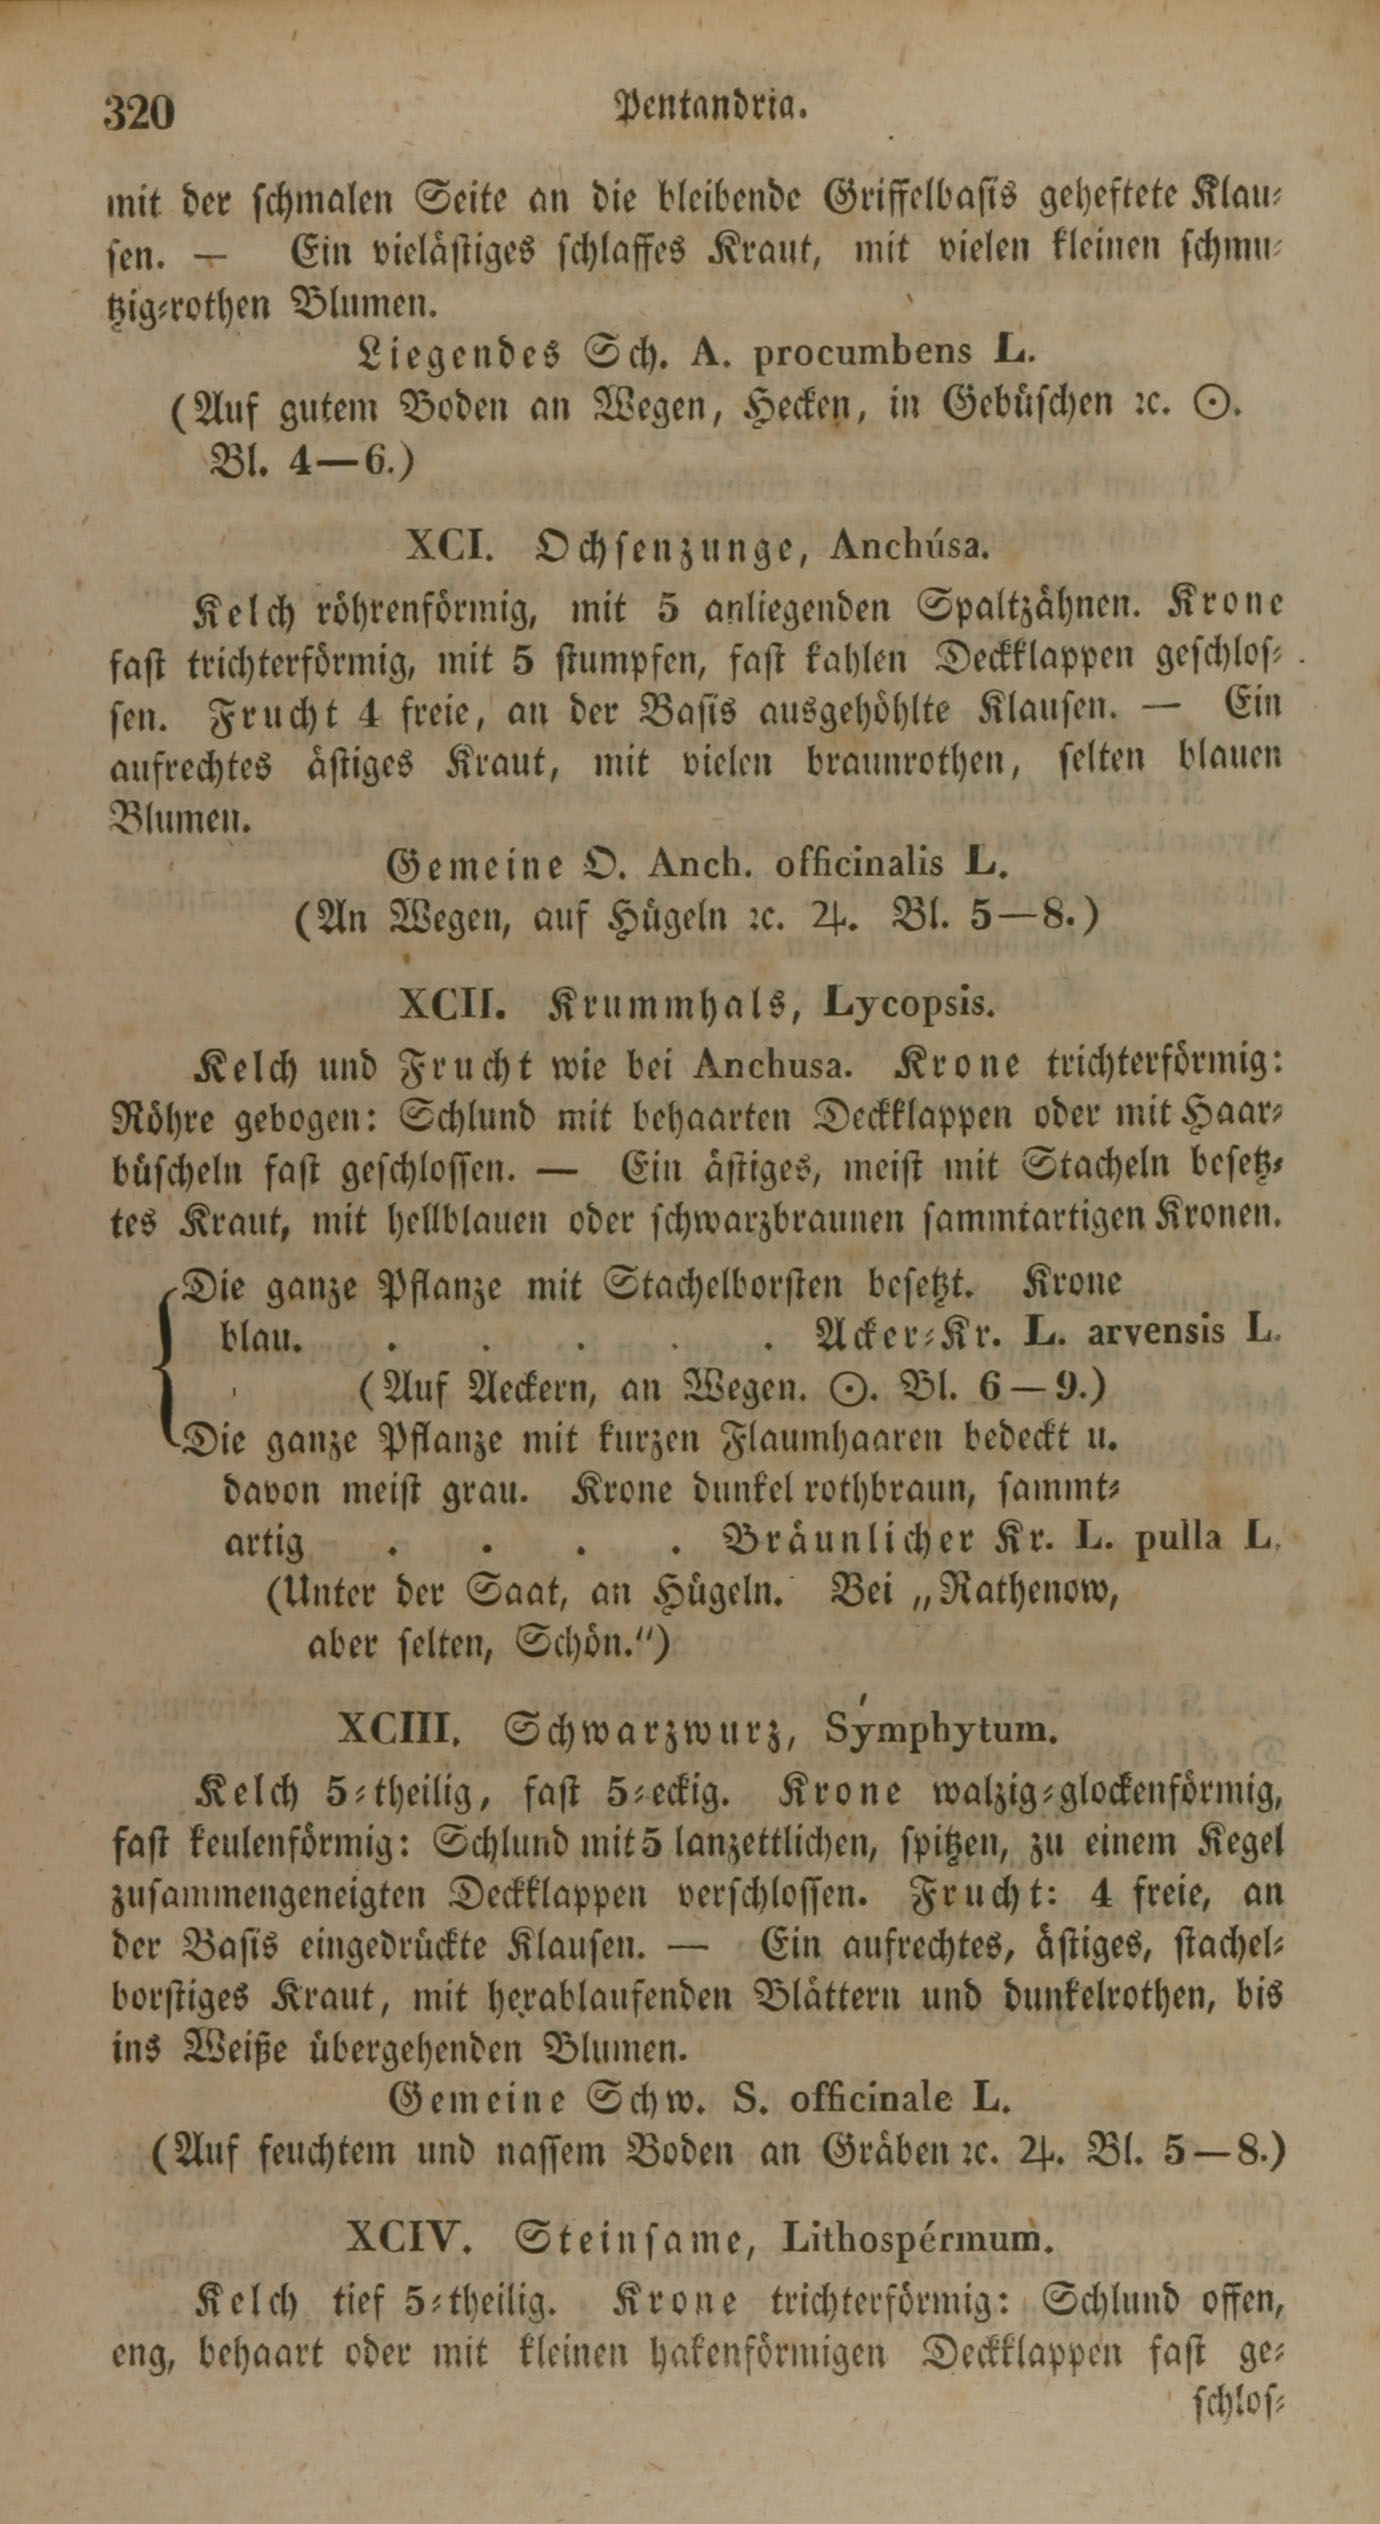 320
Pentandria.
mit der schmalen Seite an die bleibende Griffelbasis geheftete Klau⸗
sen. — Ein vielästiges schlaffes Kraut, mit vielen kleinen schmu⸗
tzig⸗rothen Blumen.
Liegendes Sch. A. procumbens L.
(Auf gutem Boden an Wegen, Hecken, in Gebüschen ꝛc. ☉.
Bl. 4—6.)
XCI. Ochsenzunge, Anchúsa.
Kelch röhrenförmig, mit 5 anliegenden Spaltzähnen. Krone
fast trichterförmig, mit 5 stumpfen, fast kahlen Deckklappen geschlos⸗
sen. Frucht 4 freie, an der Basis ausgehöhlte Klausen. — Ein
aufrechtes ästiges Kraut, mit vielen braunrothen, selten blauen
Blumen.
Gemeine O. Anch. officinalis L.
(An Wegen, auf Hügeln ꝛc. ♃. Bl. 5—8.)
XCII. Krummhals, Lycopsis.
Kelch und Frucht wie bei Anchusa. Krone trichterförmig:
Röhre gebogen: Schlund mit behaarten Deckklappen oder mit Haar⸗
büscheln fast geschlossen. — Ein ästiges, meist mit Stacheln besetz⸗
tes Kraut, mit hellblauen oder schwarzbraunen sammtartigen Kronen.
Die ganze Pflanze mit Stachelborsten besetzt. Krone
blau. . . . . . Acker⸗Kr. L. arvensis L.
(Auf Aeckern, an Wegen. ☉. Bl. 6—9.)
Die ganze Pflanze mit kurzen Flaumhaaren bedeckt u.
davon meist grau. Krone dunkel rothbraun, sammt⸗
artig . . . . Bräunlicher Kr. L. pulla L.
(Unter der Saat, an Hügeln. Bei „Rathenow,
aber selten, Schön.“)
XCIII. Schwarzwurz, Sýmphytum.
Kelch 5⸗theilig, fast 5⸗eckig. Krone walzig⸗glockenförmig,
fast keulenförmig: Schlund mit 5 lanzettlichen, spitzen, zu einem Kegel
zusammengeneigten Deckklappen verschlossen. Frucht: 4 freie, an
der Basis eingedrückte Klausen. — Ein aufrechtes, ästiges, stachel⸗
borstiges Kraut, mit herablaufenden Blättern und dunkelrothen, bis
ins Weiße übergehenden Blumen.
Gemeine Schw. S. officinale L.
(Auf feuchtem und nassem Boden an Gräben ꝛc. ♃. Bl. 5—8.)
XCIV. Steinsame, Lithospérmum.
Kelch tief 5⸗theilig. Krone trichterförmig: Schlund offen,
eng, behaart oder mit kleinen hakenförmigen Deckklappen fast ge⸗
schlos⸗